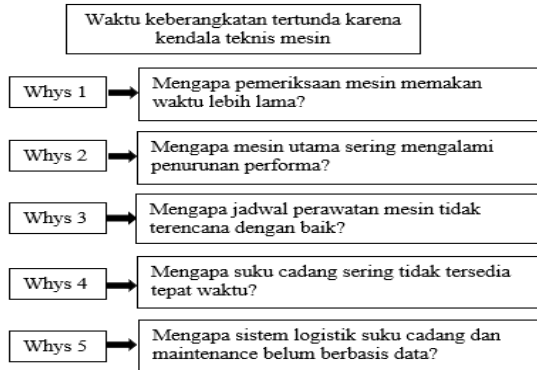 Waktu keberangkatan tertunda karena
kendala teknis mesin
Whys 1
Mengapa pemeriksaan mesin memakan
waktu lebih lama?
Whys 2
Mengapa mesin utama sering mengalami
penurunan performa?
Whys 3
Mengapa jadwal perawatan mesin tidak
terencana dengan baik?
Whys 4
Mengapa suku cadang sering tidak tersedia
tepat waktu?
Whys 5
Mengapa sistem logistik suku cadang dan
maintenance belum berbasis data?